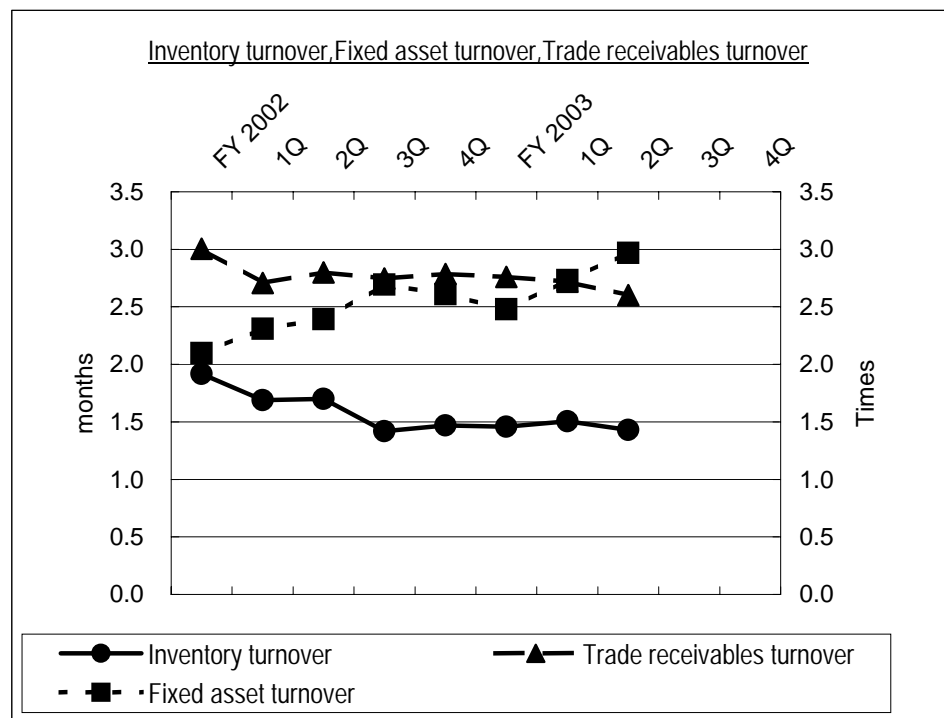 Inventory turnover,Fixed asset turnover,Trade receivables turnover
FY 2002 1Q 2Q 3Q 4Q FY 2003 1Q 2Q 3Q 4Q
3.5 3.5
3.0 3.0
2.5 2.5
2.0 2.0
1.5 1.5
1.0 1.0
0.5 0.5
0.0 0.0
months
Times
Inventory turnover Trade receivables turnover
Fixed asset turnover